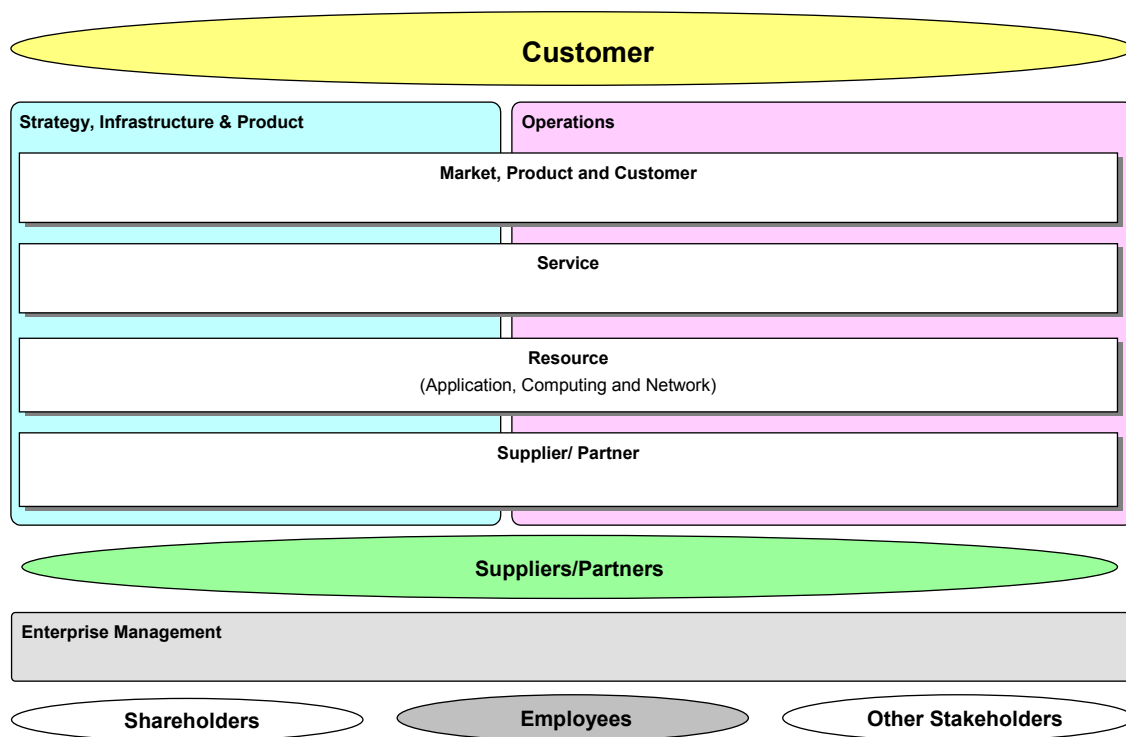 Customer
Strategy, Infrastructure & Product
Operations
Market, Product and Customer
Service
Resource
(Application, Computing and Network)
Supplier/ Partner
Suppliers/Partners
Enterprise Management
Shareholders
Employees
Other Stakeholders